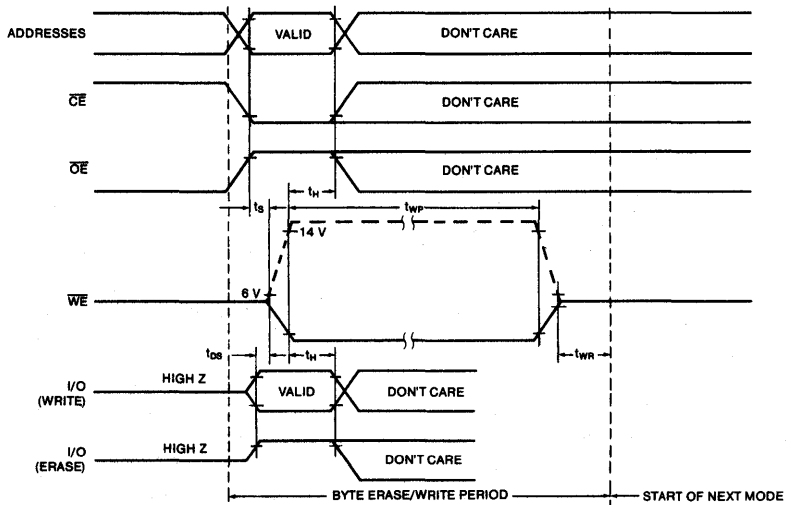 ADDRESSES
VALID
DON'T CARE
CE
DON'T CARE
OE
DON'T CARE
tS
tH
tWP
14 V
6 V
WE
tDS
tH
tWR
I/O
(WRITE)
HIGH Z
VALID
DON'T CARE
I/O
(ERASE)
HIGH Z
DON'T CARE
BYTE ERASE/WRITE PERIOD
START OF NEXT MODE